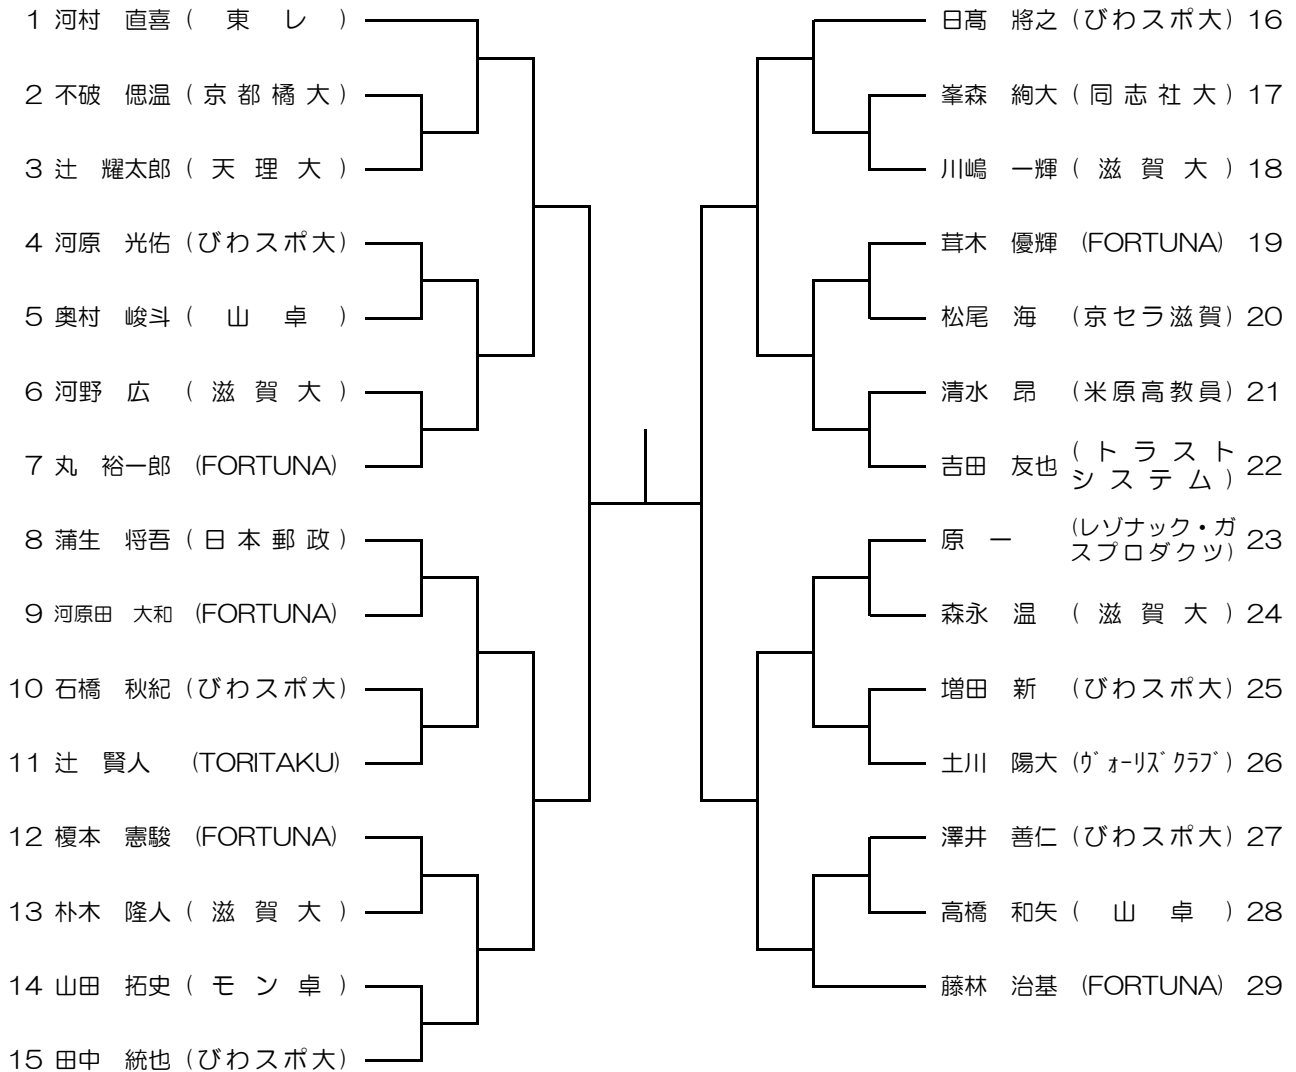 1 河村 直喜 ( 東 レ )
2 不破 偲温 ( 京 都 橘 大 )
3 辻 耀太郎 ( 天 理 大 )
4 河原 光佑 (びわスポ大)
5 奥村 峻斗 ( 山 卓 )
6 河野 広 ( 滋 賀 大 )
7 丸 裕一郎 (FORTUNA)
8 蒲生 将吾 ( 日 本 郵 政 )
9 河原田 大和 (FORTUNA)
10 石橋 秋紀 (びわスポ大)
11 辻 賢人 (TORITAKU)
12 榎本 憲駿 (FORTUNA)
13 朴木 隆人 ( 滋 賀 大 )
14 山田 拓史 ( モ ン 卓 )
15 田中 統也 (びわスポ大)
日髙 將之 (びわスポ大) 16
峯森 絢大 ( 同 志 社 大 ) 17
川嶋 一輝 ( 滋 賀 大 ) 18
茸木 優輝 (FORTUNA) 19
松尾 海 (京セラ滋賀) 20
清水 昂 (米原高教員) 21
吉田 友也 ( ト ラ ス ト
シ ス テ ム ) 22
原 一 (レゾナック・ガ
スプロダクツ) 23
森永 温 ( 滋 賀 大 ) 24
増田 新 (びわスポ大) 25
土川 陽大 (ｳﾞｫｰﾘｽﾞｸﾗﾌﾞ) 26
澤井 善仁 (びわスポ大) 27
高橋 和矢 ( 山 卓 ) 28
藤林 治基 (FORTUNA) 29